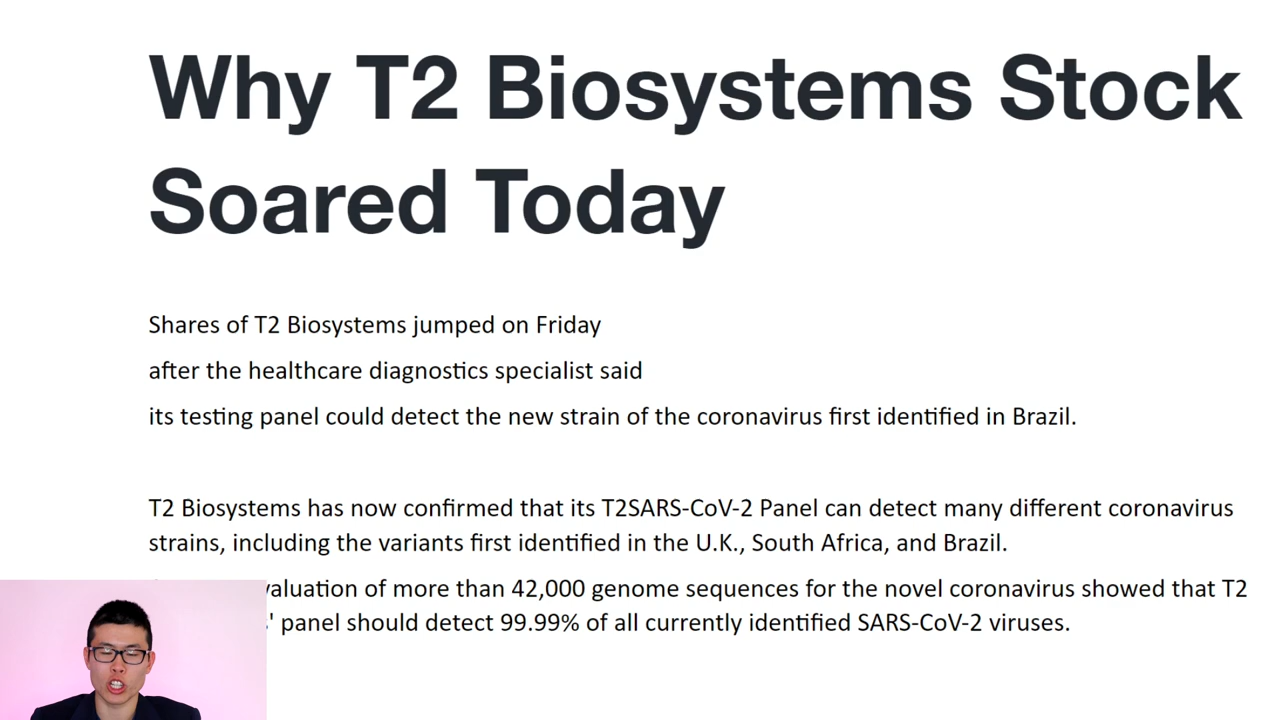 Why T2 Biosystems Stock
Soared Today
Shares of T2 Biosystems jumped on Friday
after the healthcare diagnostics specialist said
its testing panel could detect the new strain of the coronavirus first identified in Brazil.
T2 Biosystems has now confirmed that its T2SARS-CoV-2 Panel can detect many different coronavirus
strains, including the variants first identified in the U.K., South Africa, and Brazil.
of more than 42,000 genome sequences for the novel coronavirus showed that T2
panel should detect 99.99% of all currently identified SARS-CoV-2 viruses.